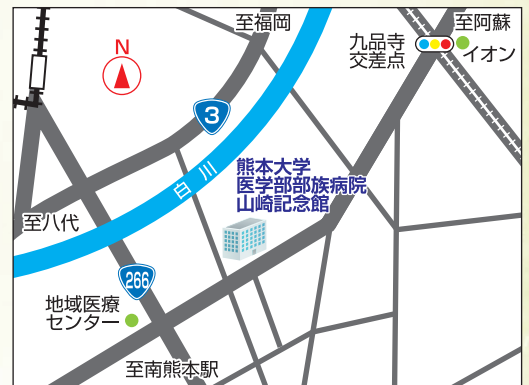 至福岡
至阿蘇
N
九品寺
交差点
イオン
3
熊本大学
医学部部族病院
山崎記念館
白川
至八代
266
地域医療
センター
至南熊本駅